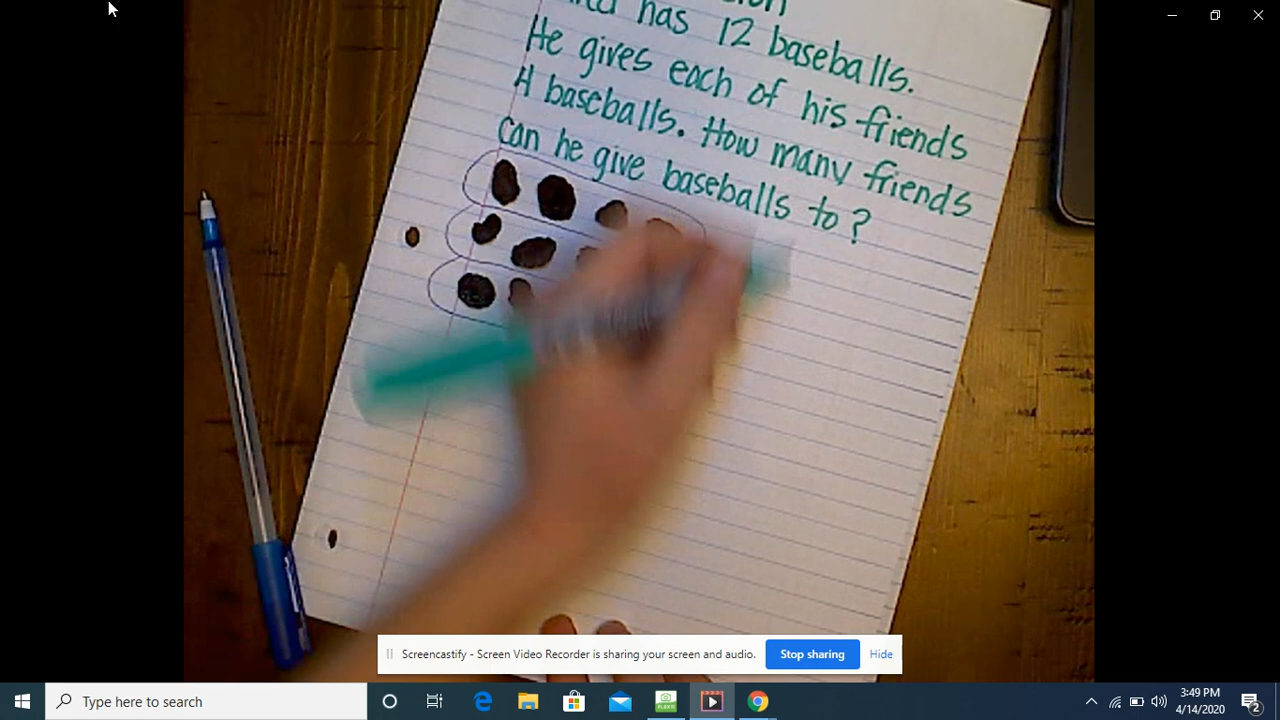 has 12 baseballs.
He gives each of his friends
4 baseballs. How many friends
can he give baseballs to?
Screencastify - Screen Video Recorder is sharing your screen and audio.
Stop sharing
Hide
Type here to search
3:49 PM
4/14/2020
2